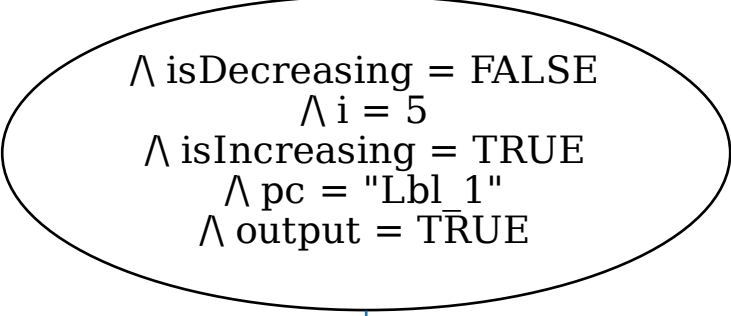 /\ isDecreasing = FALSE
/\ i = 5
/\ isIncreasing = TRUE
/\ pc = "Lbl_1"
/\ output = TRUE